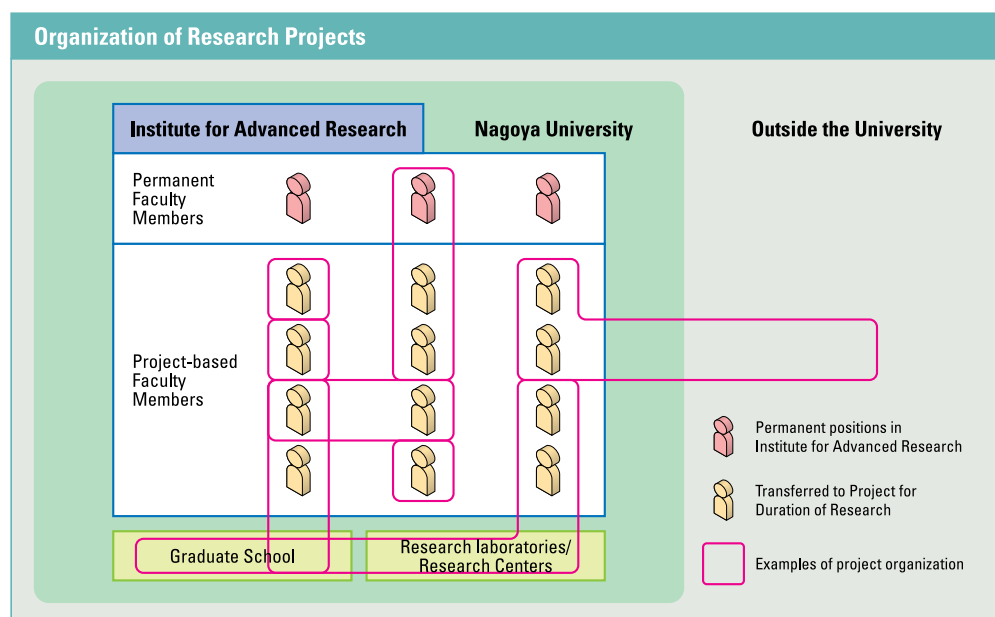 Organization of Research Projects
Institute for Advanced Research
Nagoya University
Outside the University
Permanent
Faculty
Members
Project-based
Faculty
Members
Permanent positions in
Institute for Advanced Research
Transferred to Project for
Duration of Research
Examples of project organization
Graduate School
Research laboratories/
Research Centers